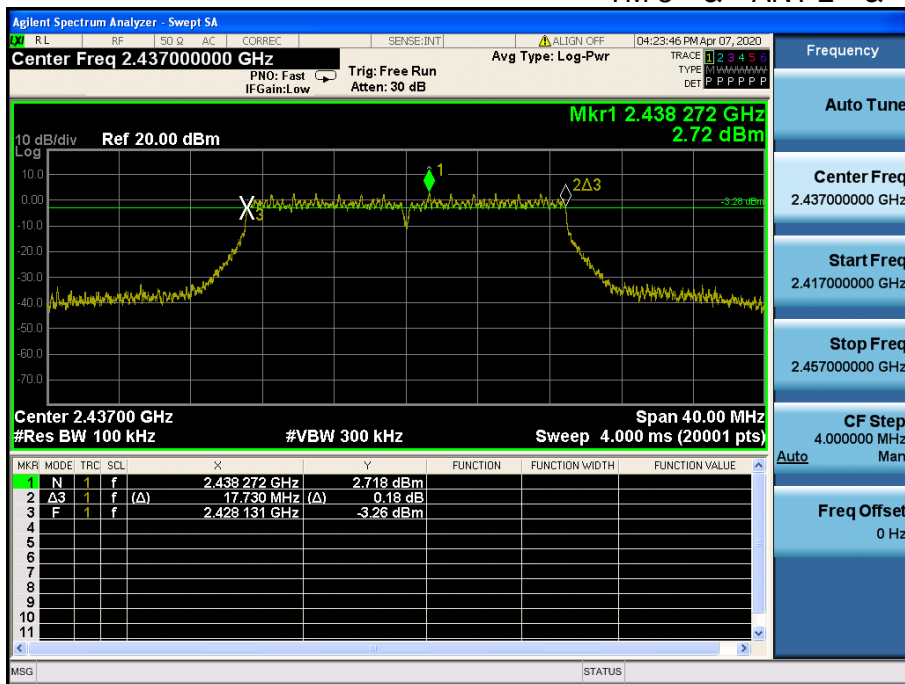 Agilent Spectrum Analyzer - Swept SA
LXI RL RF 50 Ω AC CORREC SENSE:INT ALIGN OFF 04:23:46 PM Apr 07, 2020
Center Freq 2.437000000 GHz Avg Type: Log-Pwr TRACE 1 2 3 4 5 6
PNO: Fast Trig: Free Run TYPE M WWWWW
IFGain:Low Atten: 30 dB DET P P P P P P
Mkr1 2.438 272 GHz
10 dB/div Ref 20.00 dBm 2.72 dBm
Log
10.0
0.00
-10.0
-20.0
-30.0
-40.0
-50.0
-60.0
-70.0
1
2Δ3
3
-3.28 dBm
Center 2.43700 GHz Span 40.00 MHz
#Res BW 100 kHz #VBW 300 kHz Sweep 4.000 ms (20001 pts)
MKR MODE TRC SCL X Y FUNCTION FUNCTION WIDTH FUNCTION VALUE
1 N 1 f 2.438 272 GHz 2.718 dBm
2 Δ3 1 f (Δ) 17.730 MHz (Δ) 0.18 dB
3 F 1 f 2.428 131 GHz -3.26 dBm
4
5
6
7
8
9
10
11
MSG STATUS
Frequency
Auto Tune
Center Freq
2.437000000 GHz
Start Freq
2.417000000 GHz
Stop Freq
2.457000000 GHz
CF Step
4.000000 MHz
Auto Man
Freq Offset
0 Hz